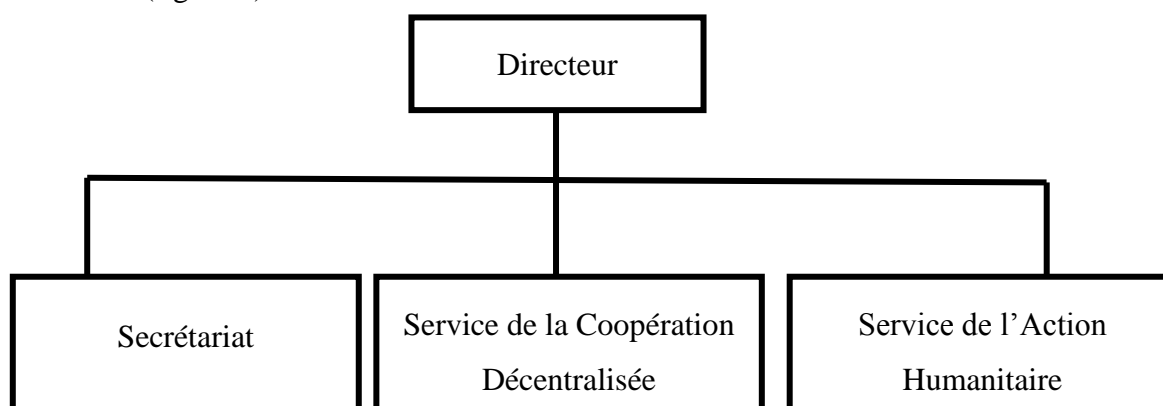 Directeur
Secrétariat
Service de la Coopération
Décentralisée
Service de l’Action
Humanitaire